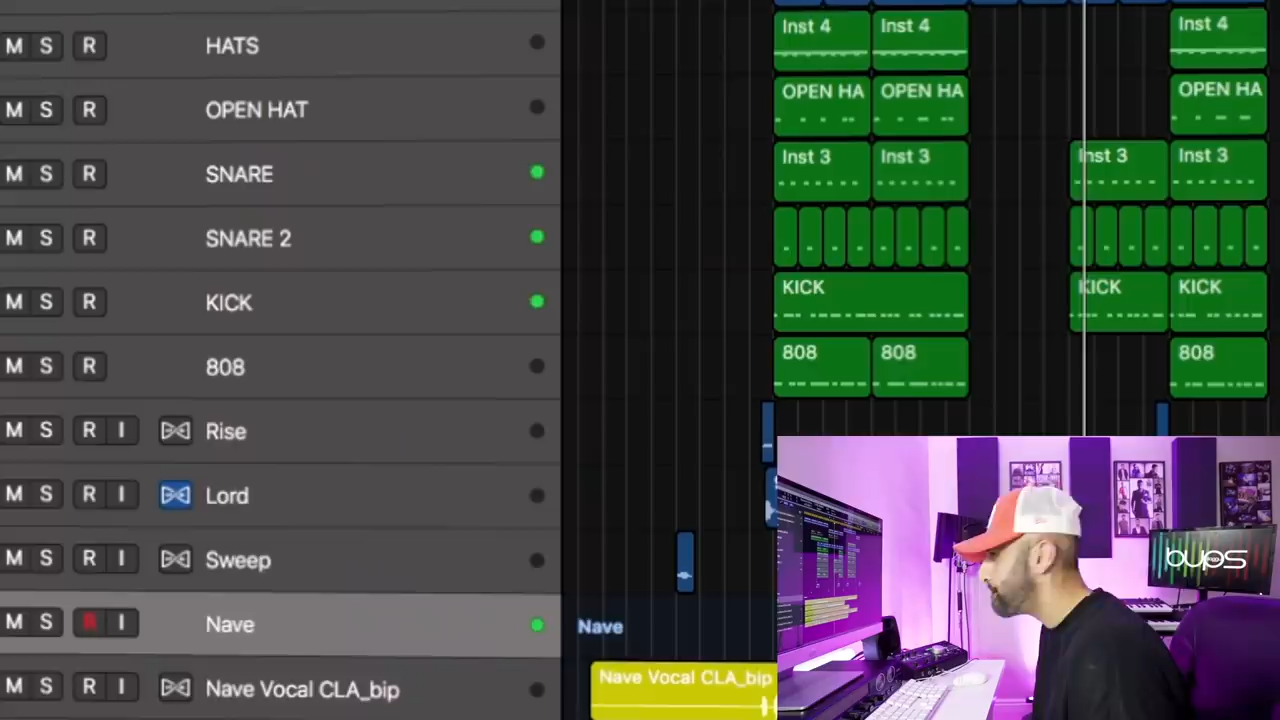 M S R HATS Inst 4 Inst 4 Inst 4
M S R OPEN HAT OPEN HA OPEN HA OPEN HA
M S R SNARE Inst 3 Inst 3 Inst 3 Inst 3
M S R SNARE 2
M S R KICK KICK KICK KICK
M S R 808 808 808 808
M S R I Rise
M S R I Lord
M S R I Sweep
M S R I Nave Nave
M S R I Nave Vocal CLA_bip Nave Vocal CLA_bip
bups